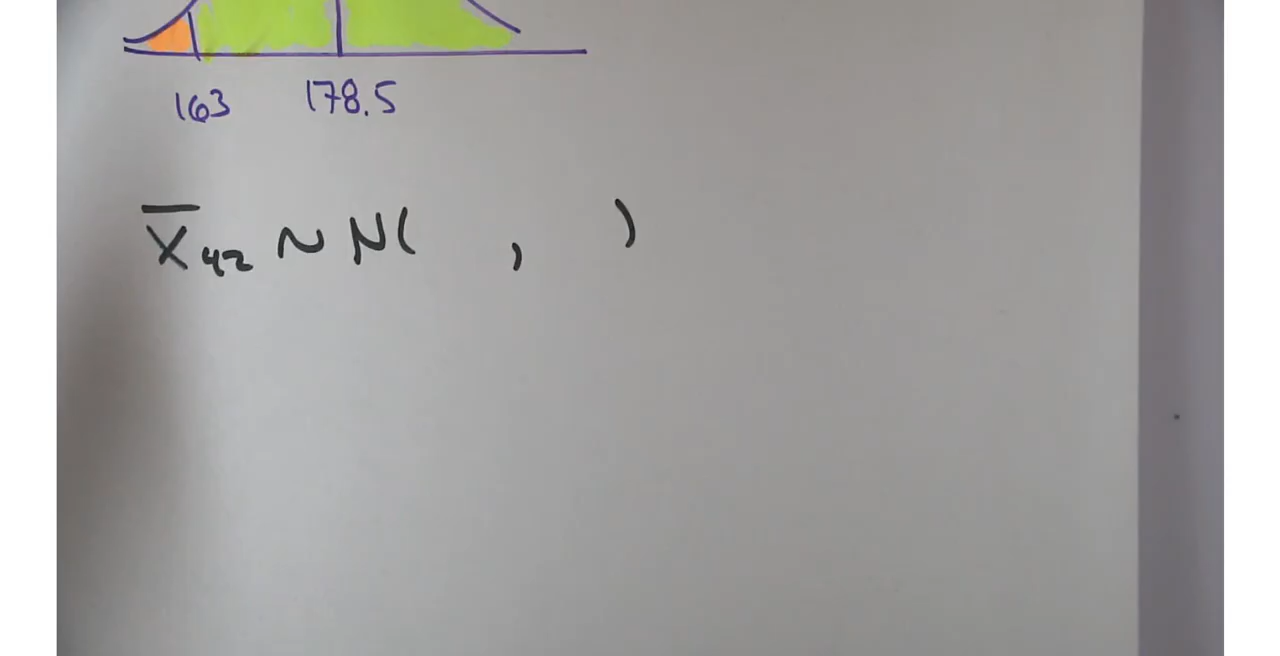 163 178.5
X̅₄₂ ~ N( , )